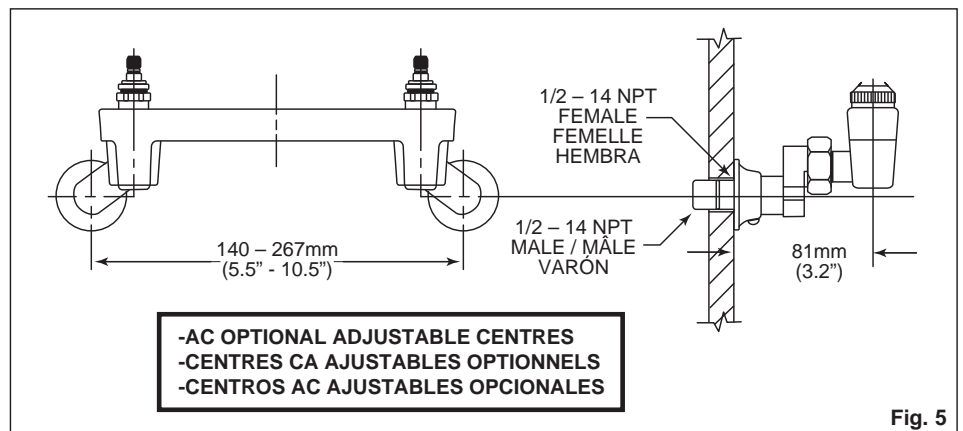 1/2 – 14 NPT
FEMALE
FEMELLE
HEMBRA
1/2 – 14 NPT
MALE / MÂLE
VARÓN
140 – 267mm
(5.5” - 10.5”)
81mm
(3.2”)
-AC OPTIONAL ADJUSTABLE CENTRES
-CENTRES CA AJUSTABLES OPTIONNELS
-CENTROS AC AJUSTABLES OPCIONALES
Fig. 5